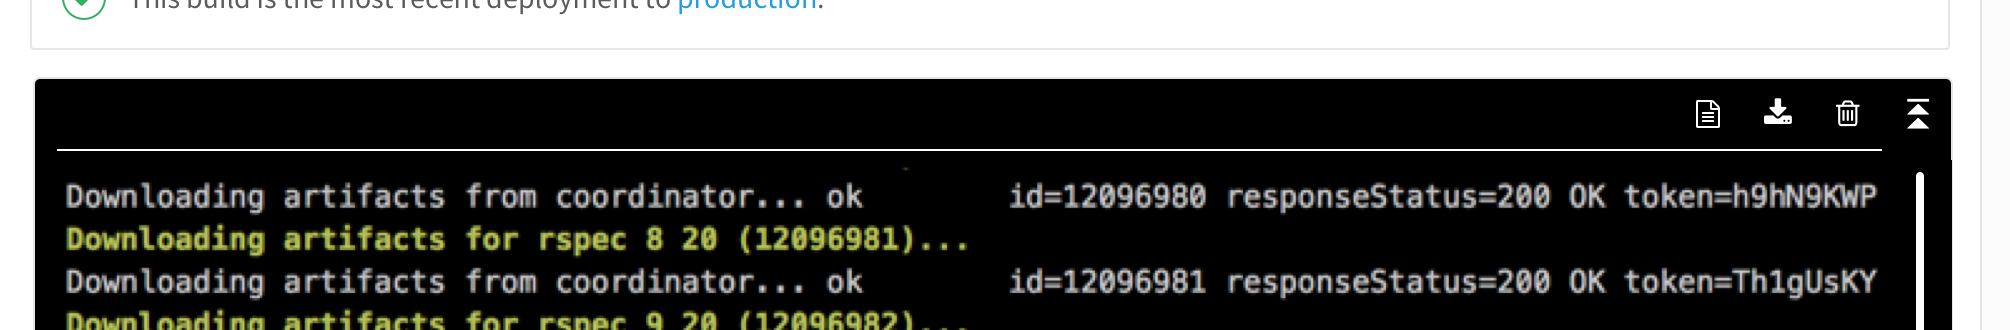 This build is the most recent deployment to production.
Downloading artifacts from coordinator... ok id=12096980 responseStatus=200 OK token=h9hN9KWP
Downloading artifacts for rspec 8 20 (12096981)...
Downloading artifacts from coordinator... ok id=12096981 responseStatus=200 OK token=Th1gUsKY
Downloading artifacts for rspec 9 20 (12096982)...